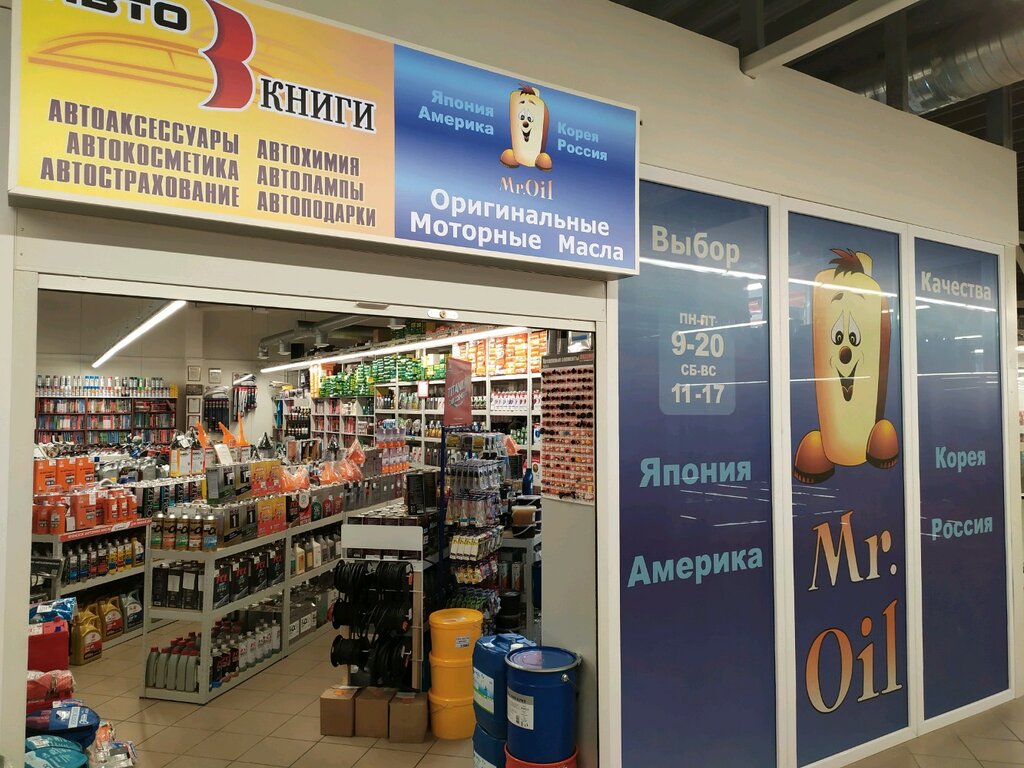 АВТО
3
КНИГИ
АВТОАКСЕССУАРЫ
АВТОКОСМЕТИКА
АВТОСТРАХОВАНИЕ
АВТОХИМИЯ
АВТОЛАМПЫ
АВТОПОДАРКИ
Япония
Америка
Корея
Россия
Mr.Oil
Оригинальные
Моторные Масла
Выбор
ПН-ПТ
9-20
СБ-ВС
11-17
Япония
Америка
Mr.
Oil
Качества
Корея
Россия